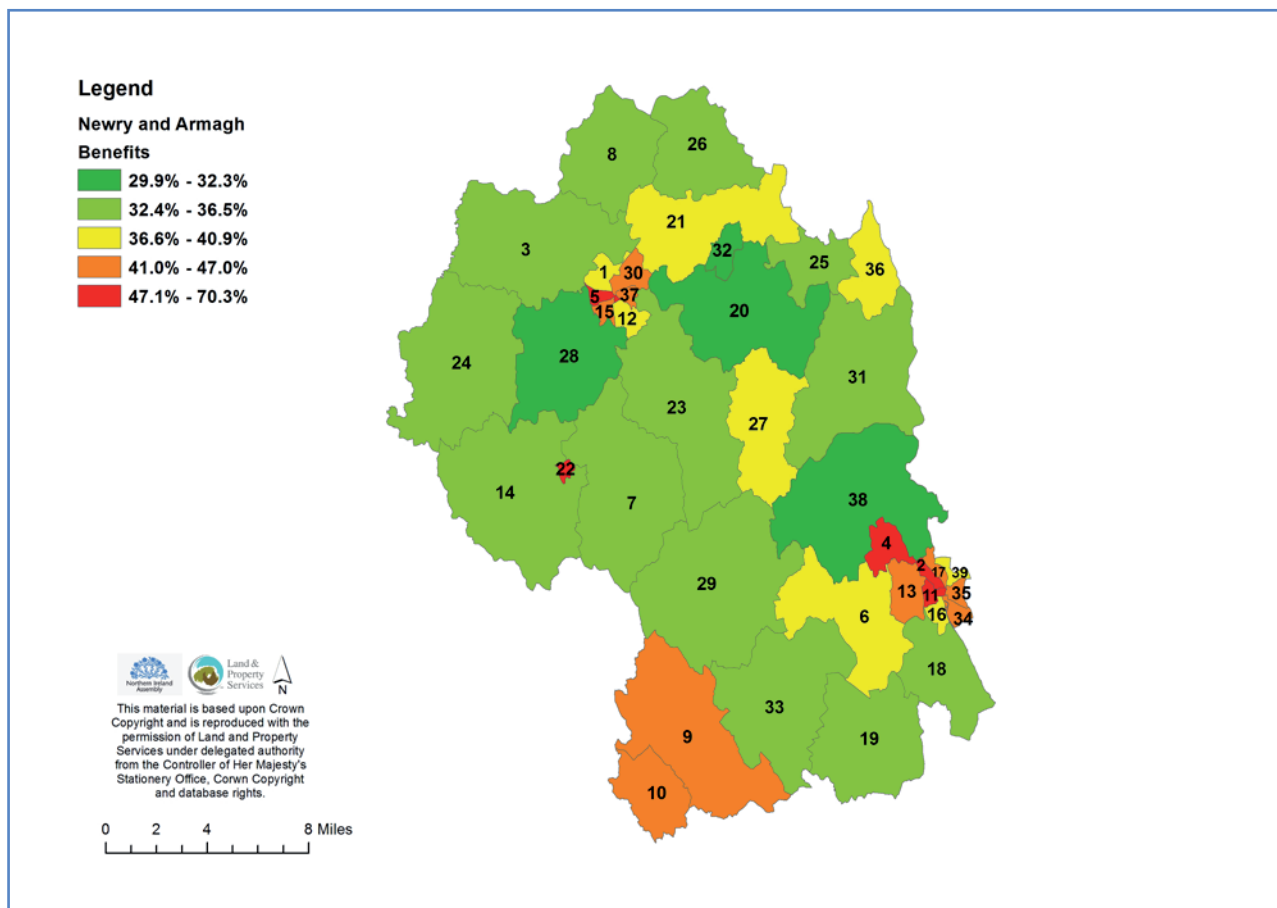 Legend
Newry and Armagh
Benefits
29.9% - 32.3%
32.4% - 36.5%
36.6% - 40.9%
41.0% - 47.0%
47.1% - 70.3%
8
26
3
21
32
25
36
1
30
5
37
15
12
20
24
28
23
31
27
22
14
7
38
4
2
17
39
29
13
11
35
6
16
34
18
33
9
19
10
Northern Ireland
Assembly
Land &
Property
Services
N
This material is based upon Crown
Copyright and is reproduced with the
permission of Land and Property
Services under delegated authority
from the Controller of Her Majesty's
Stationery Office, Corwn Copyright
and database rights.
0 2 4 8 Miles